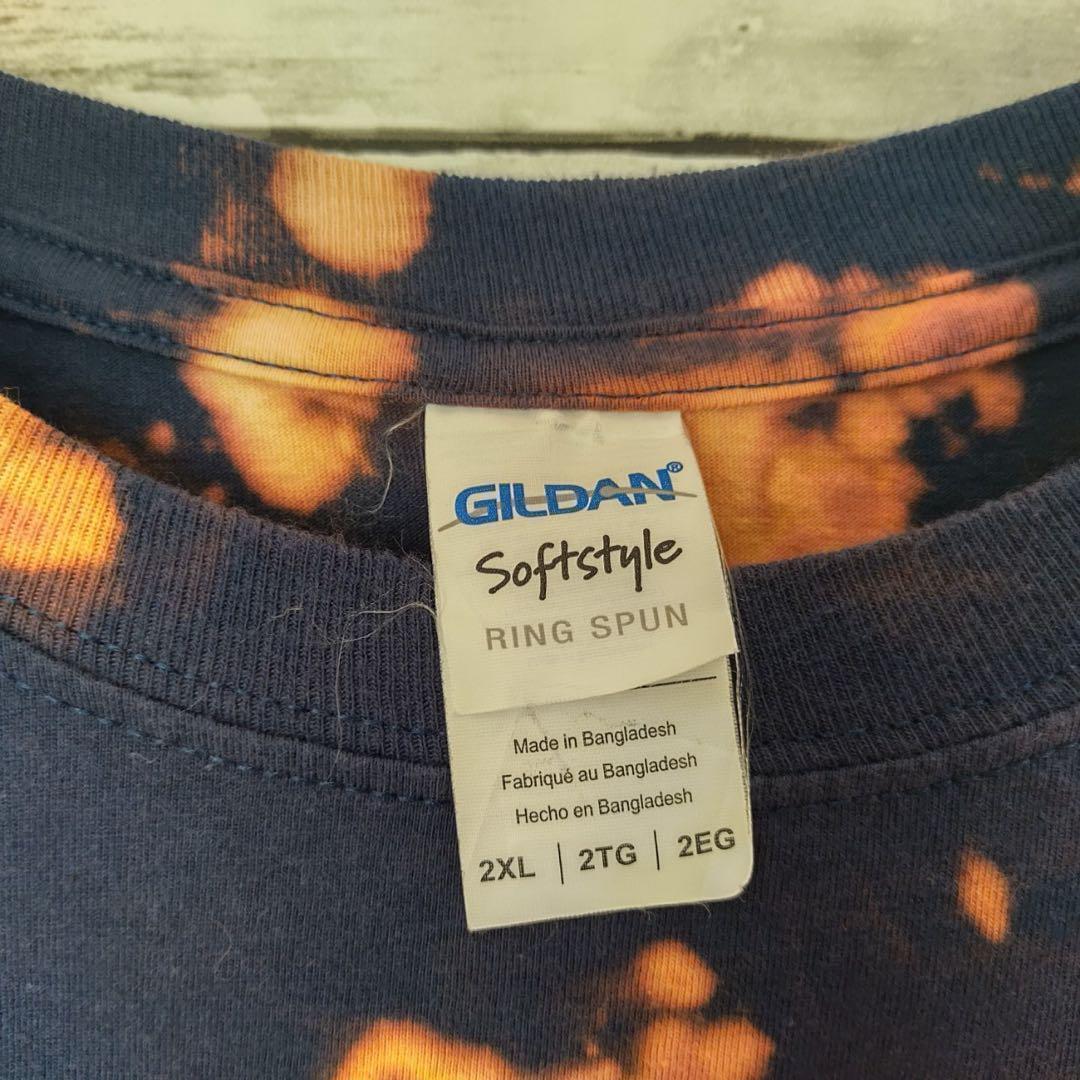 GILDAN®
Softstyle
RING SPUN
Made in Bangladesh
Fabriqué au Bangladesh
Hecho en Bangladesh
2XL | 2TG | 2EG